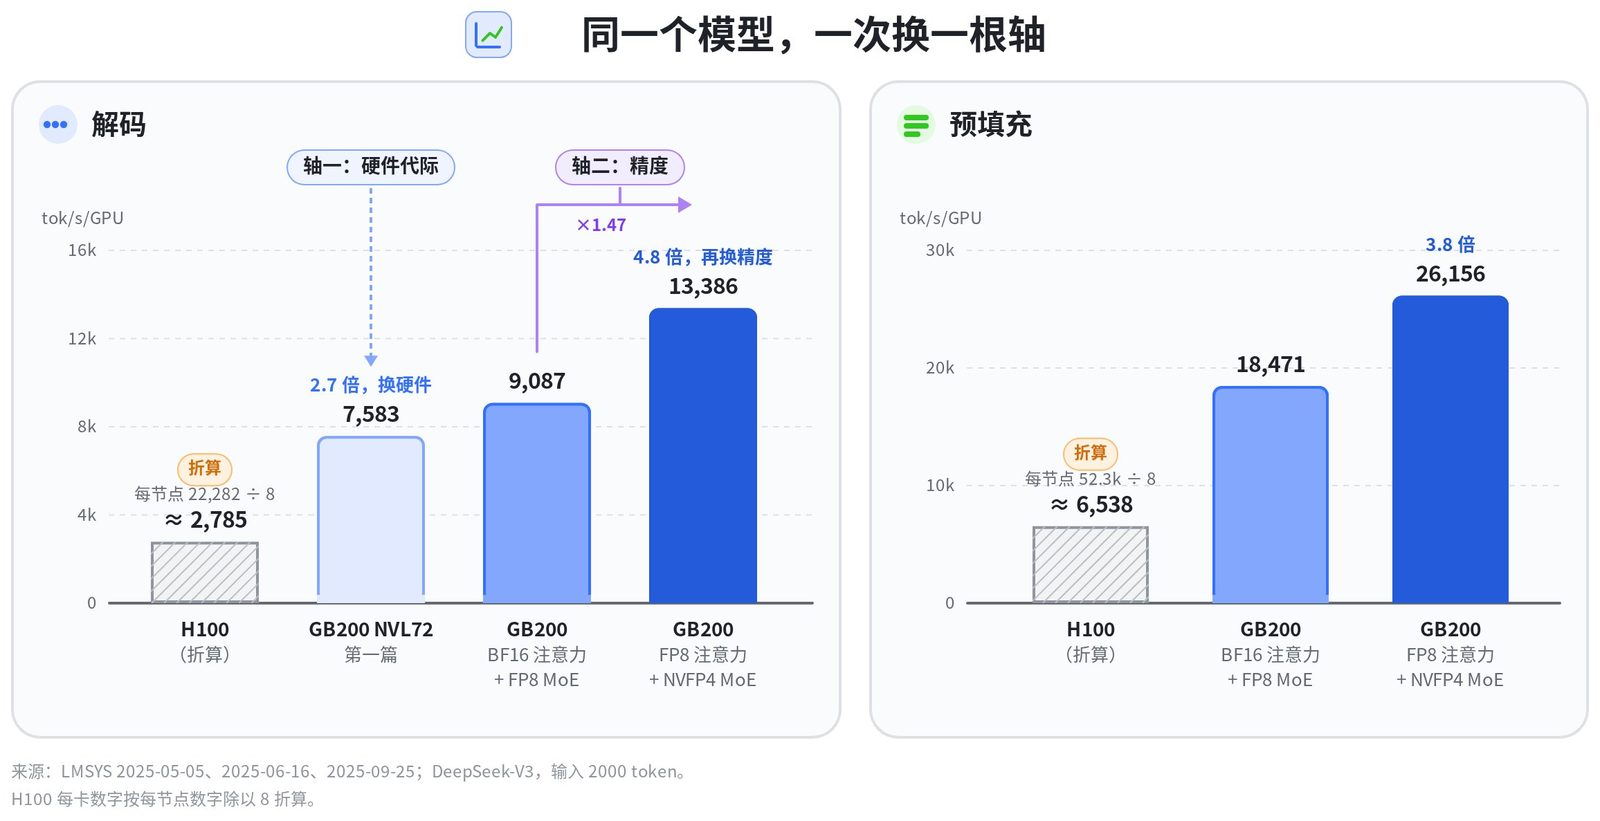 同一个模型，一次换一根轴
解码
轴一：硬件代际
轴二：精度
tok/s/GPU
×1.47
16k
12k
8k
4k
0
4.8 倍，再换精度
13,386
2.7 倍，换硬件
7,583
9,087
折算
每节点 22,282 ÷ 8
≈ 2,785
H100
（折算）
GB200 NVL72
第一篇
GB200
BF16 注意力
+ FP8 MoE
GB200
FP8 注意力
+ NVFP4 MoE
预填充
tok/s/GPU
30k
20k
10k
0
3.8 倍
26,156
18,471
折算
每节点 52.3k ÷ 8
≈ 6,538
H100
（折算）
GB200
BF16 注意力
+ FP8 MoE
GB200
FP8 注意力
+ NVFP4 MoE
来源：LMSYS 2025-05-05、2025-06-16、2025-09-25；DeepSeek-V3，输入 2000 token。
H100 每卡数字按每节点数字除以 8 折算。